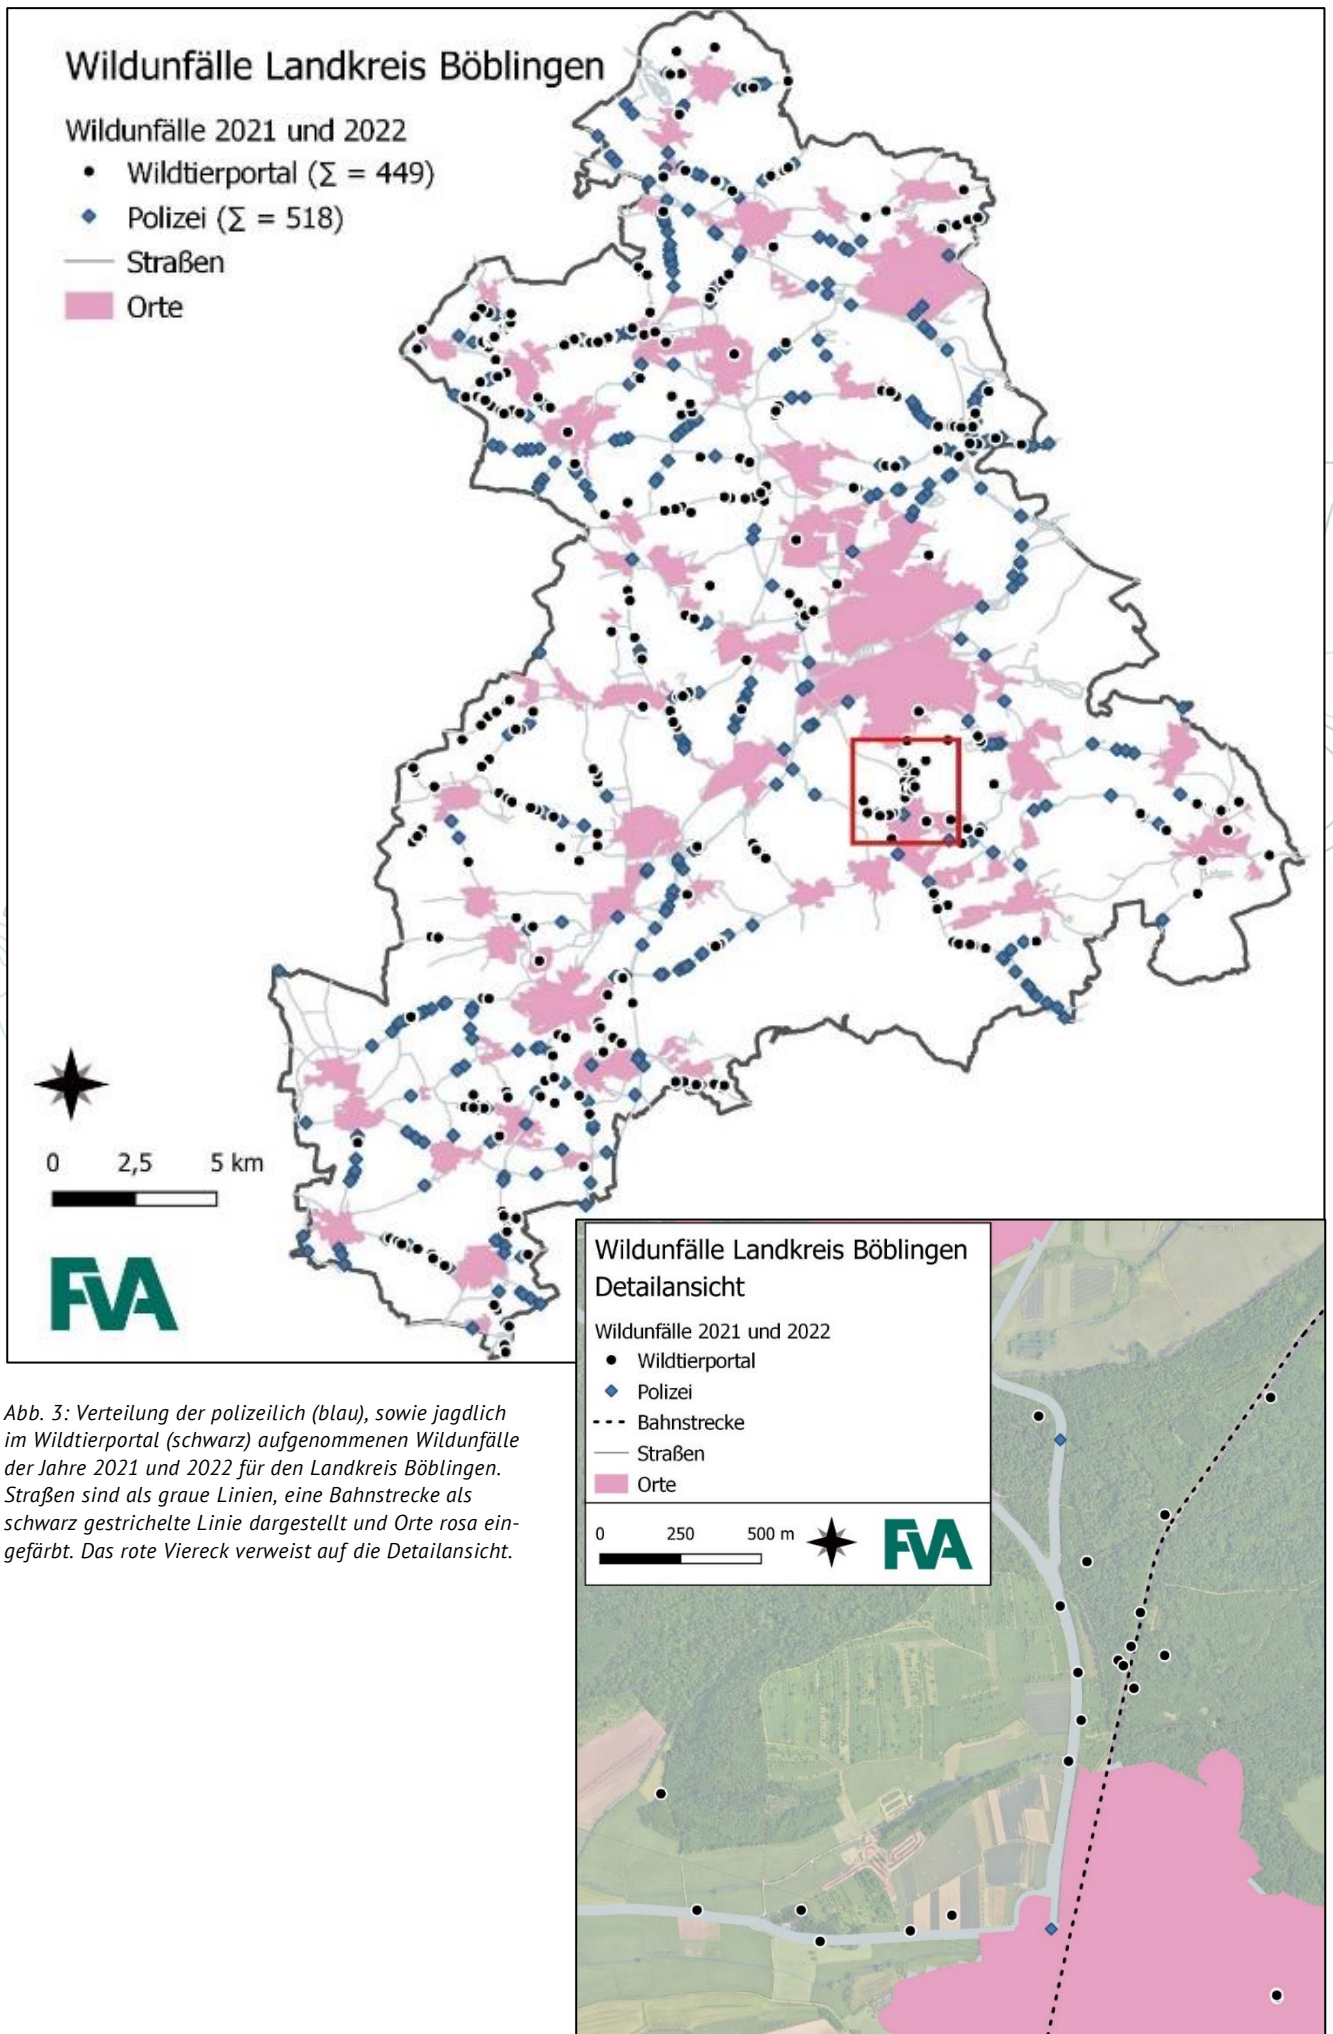 Wildunfälle Landkreis Böblingen
Wildunfälle 2021 und 2022
Wildtierportal (∑ = 449)
Polizei (∑ = 518)
Straßen
Orte
0 2,5 5 km
FVA
Abb. 3: Verteilung der polizeilich (blau), sowie jagdlich
im Wildtierportal (schwarz) aufgenommenen Wildunfälle
der Jahre 2021 und 2022 für den Landkreis Böblingen.
Straßen sind als graue Linien, eine Bahnstrecke als
schwarz gestrichelte Linie dargestellt und Orte rosa ein-
gefärbt. Das rote Viereck verweist auf die Detailansicht.
Wildunfälle Landkreis Böblingen
Detailansicht
Wildunfälle 2021 und 2022
Wildtierportal
Polizei
Bahnstrecke
Straßen
Orte
0 250 500 m
FVA